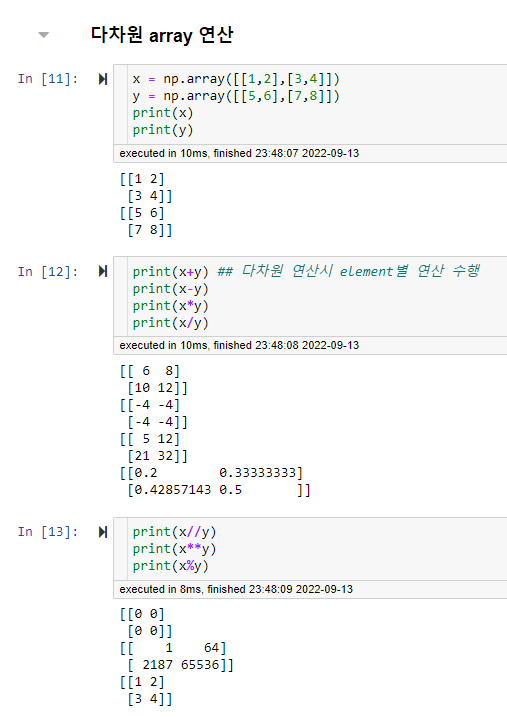 다차원 array 연산
In [11]:
x = np.array([[1,2],[3,4]])
y = np.array([[5,6],[7,8]])
print(x)
print(y)
executed in 10ms, finished 23:48:07 2022-09-13
[[1 2]
 [3 4]]
[[5 6]
 [7 8]]
In [12]:
print(x+y) ## 다차원 연산시 element별 연산 수행
print(x-y)
print(x*y)
print(x/y)
executed in 10ms, finished 23:48:08 2022-09-13
[[ 6  8]
 [10 12]]
[[-4 -4]
 [-4 -4]]
[[ 5 12]
 [21 32]]
[[0.2        0.33333333]
 [0.42857143 0.5       ]]
In [13]:
print(x//y)
print(x**y)
print(x%y)
executed in 8ms, finished 23:48:09 2022-09-13
[[0 0]
 [0 0]]
[[    1    64]
 [ 2187 65536]]
[[1 2]
 [3 4]]